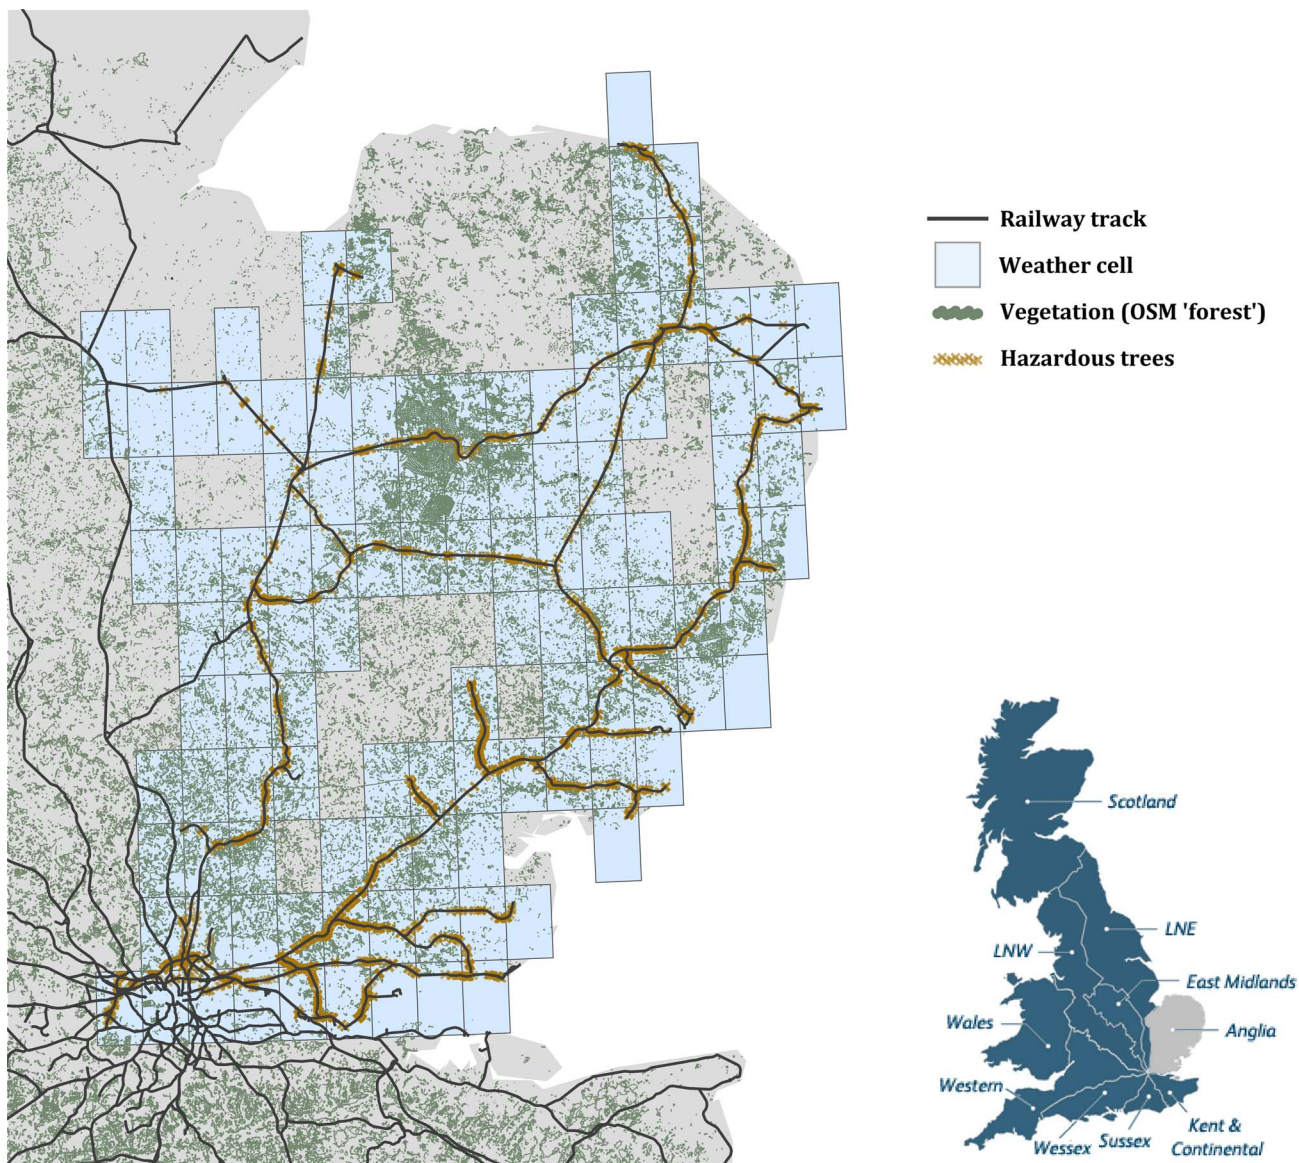 Railway track
Weather cell
Vegetation (OSM 'forest')
Hazardous trees
Scotland
LNE
LNW
East Midlands
Wales
Anglia
Western
Wessex
Sussex
Kent &
Continental